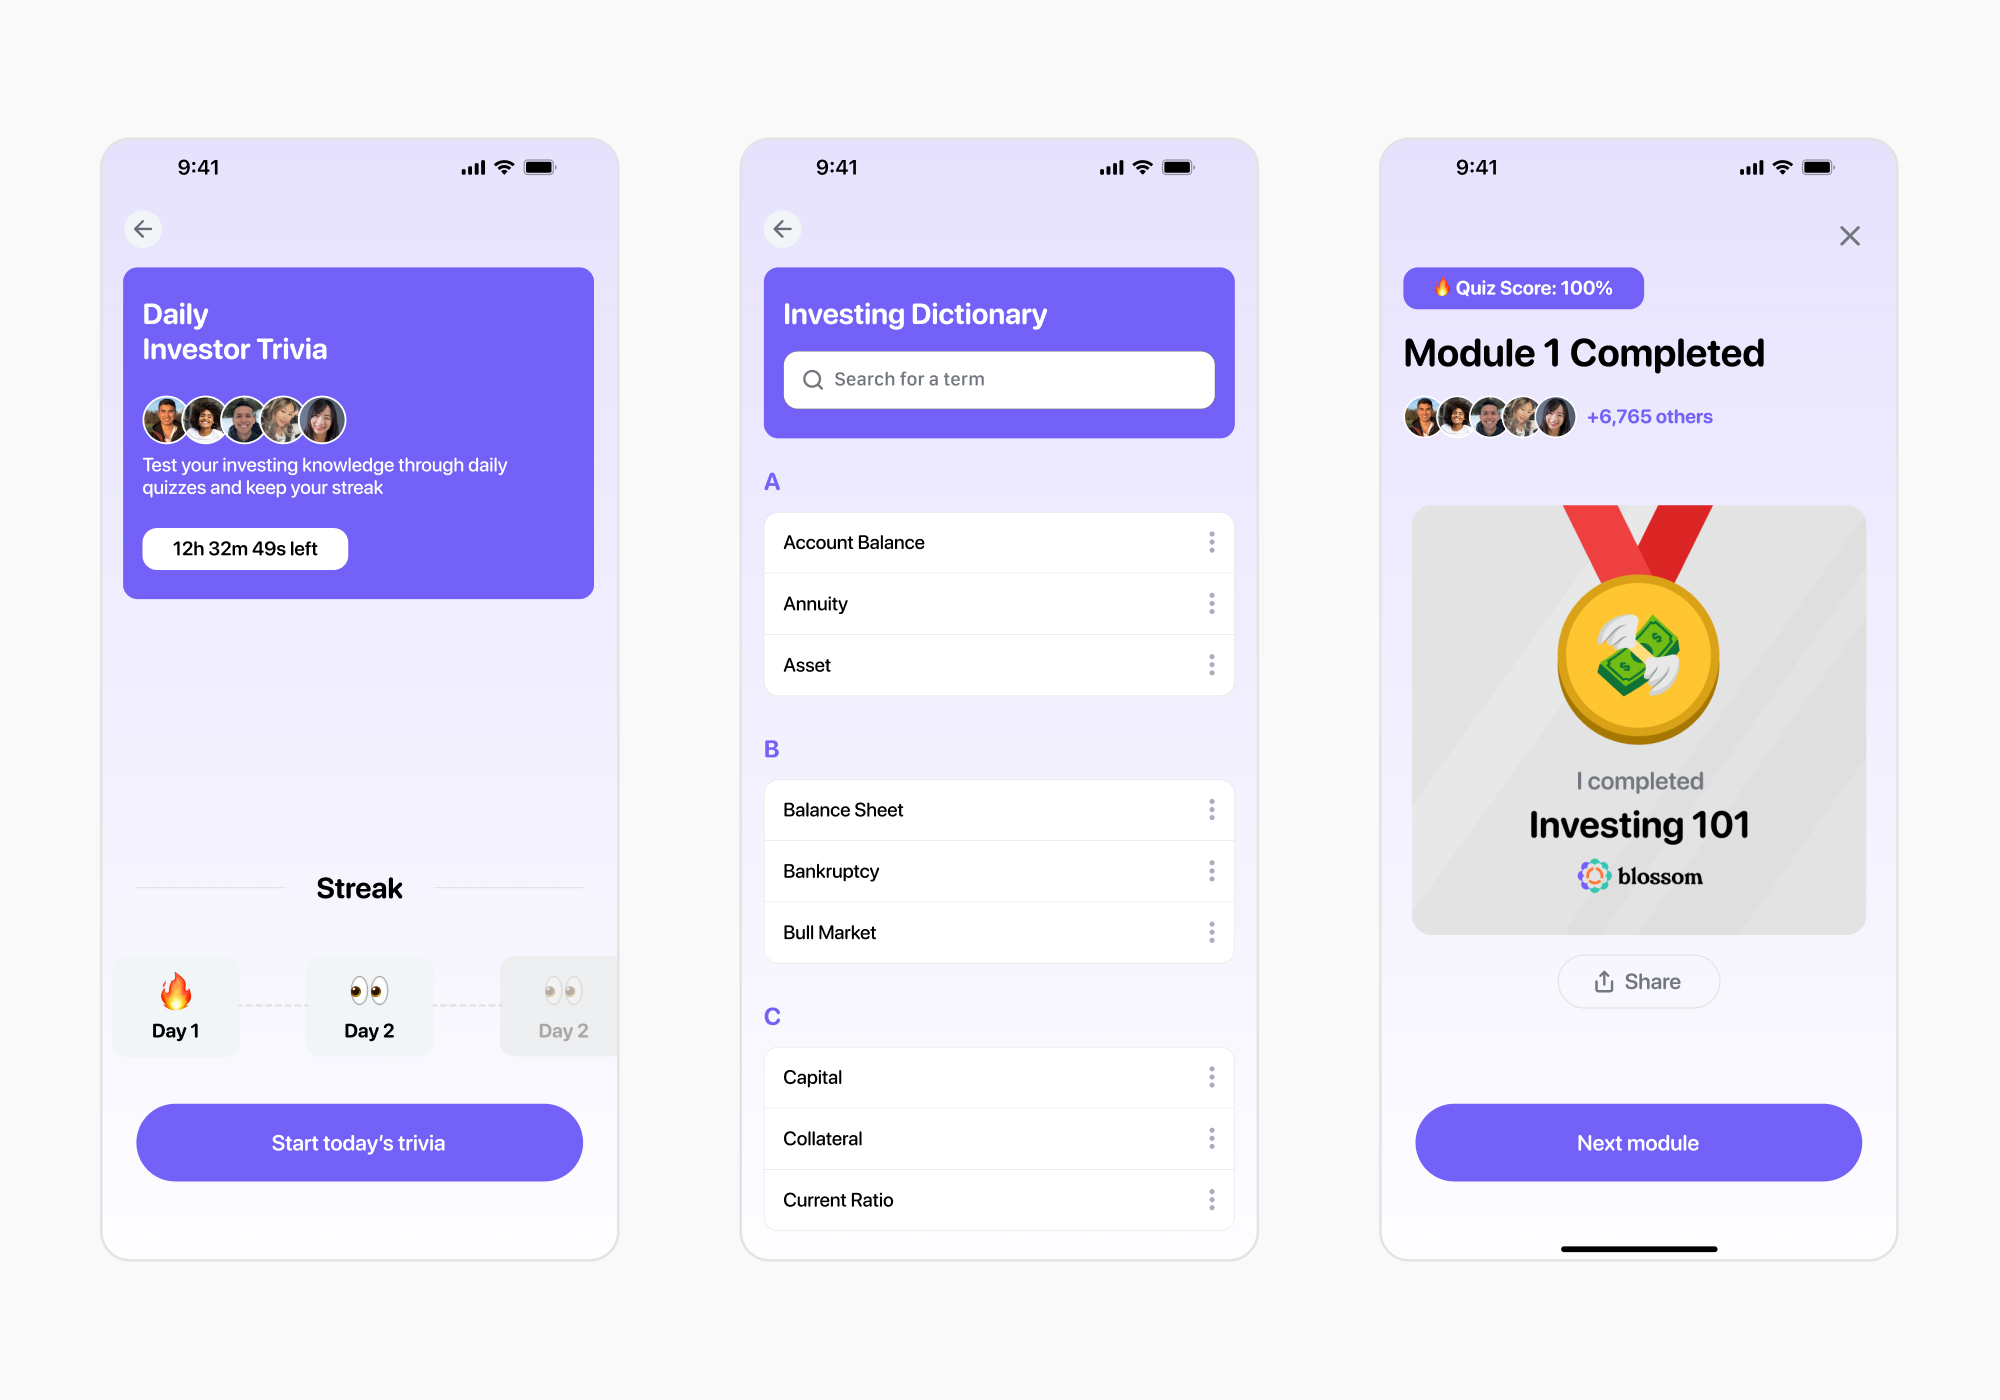 9:41
Daily
Investor Trivia
Test your investing knowledge through daily
quizzes and keep your streak
12h 32m 49s left
Streak
Day 1
Day 2
Day 2
Start today's trivia
9:41
Investing Dictionary
Search for a term
A
Account Balance
Annuity
Asset
B
Balance Sheet
Bankruptcy
Bull Market
C
Capital
Collateral
Current Ratio
9:41
Quiz Score: 100%
Module 1 Completed
+6,765 others
I completed
Investing 101
blossom
Share
Next module